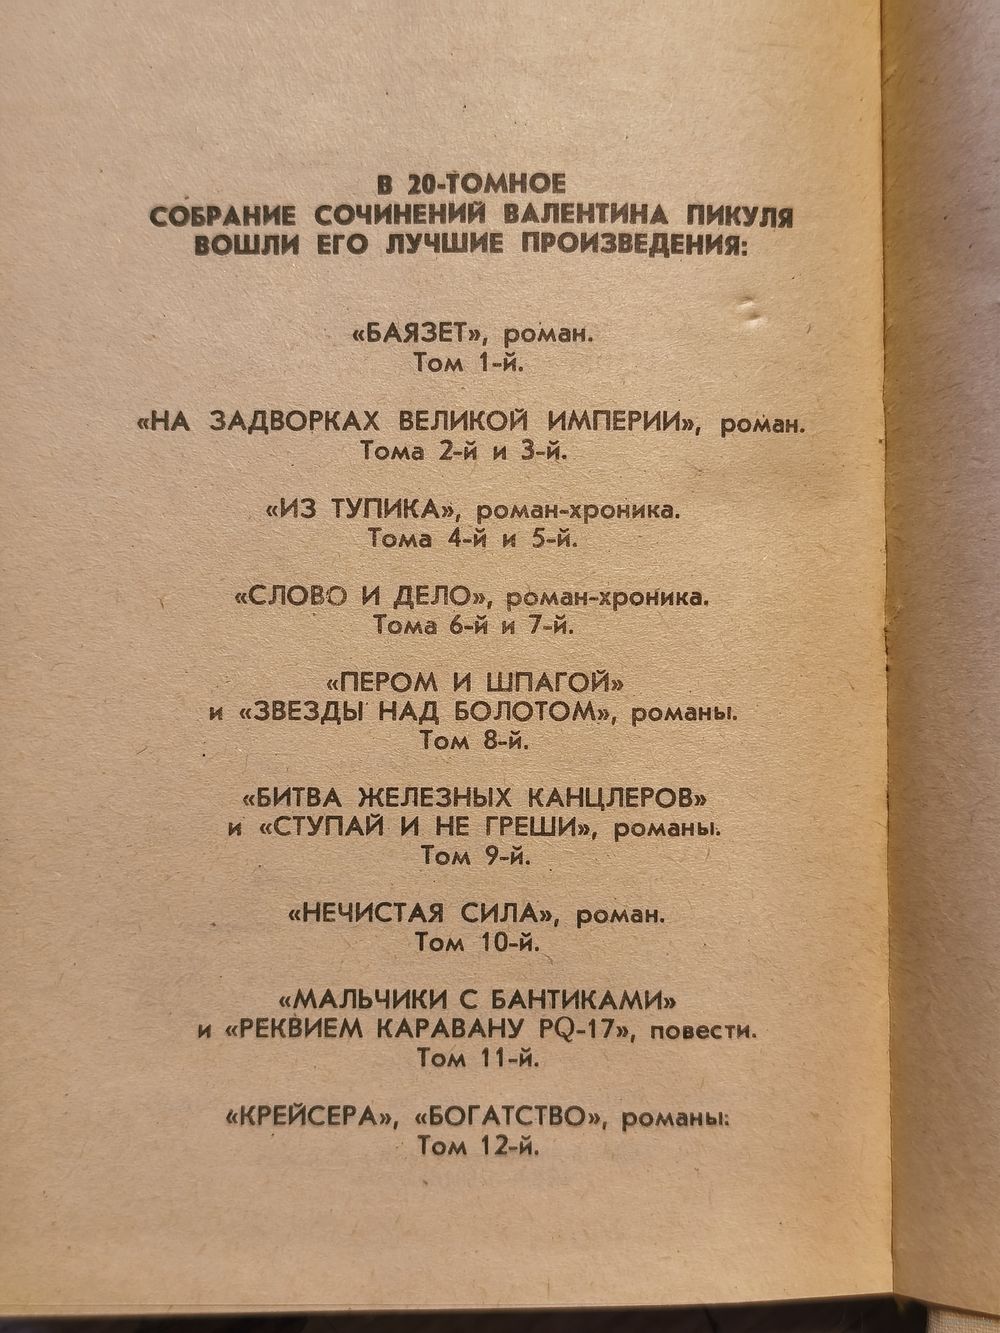 В 20-ТОМНОЕ
СОБРАНИЕ СОЧИНЕНИЙ ВАЛЕНТИНА ПИКУЛЯ
ВОШЛИ ЕГО ЛУЧШИЕ ПРОИЗВЕДЕНИЯ:
«БАЯЗЕТ», роман.
Том 1-й.
«НА ЗАДВОРКАХ ВЕЛИКОЙ ИМПЕРИИ», роман.
Тома 2-й и 3-й.
«ИЗ ТУПИКА», роман-хроника.
Тома 4-й и 5-й.
«СЛОВО И ДЕЛО», роман-хроника.
Тома 6-й и 7-й.
«ПЕРОМ И ШПАГОЙ»
и «ЗВЕЗДЫ НАД БОЛОТОМ», романы.
Том 8-й.
«БИТВА ЖЕЛЕЗНЫХ КАНЦЛЕРОВ»
и «СТУПАЙ И НЕ ГРЕШИ», романы.
Том 9-й.
«НЕЧИСТАЯ СИЛА», роман.
Том 10-й.
«МАЛЬЧИКИ С БАНТИКАМИ»
и «РЕКВИЕМ КАРАВАНУ PQ-17», повести.
Том 11-й.
«КРЕЙСЕРА», «БОГАТСТВО», романы.
Том 12-й.